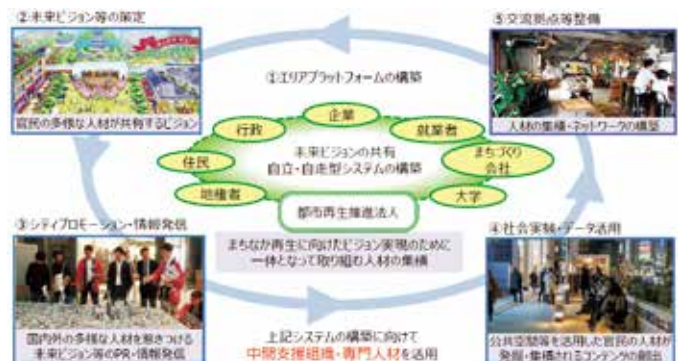 ②未来ビジョン等の策定
官民の多様な人材が共有するビジョン
⑤交流拠点等整備
人材の集積・ネットワークの構築
①エリアプラットフォームの構築
企業
行政
就業者
住民
まちづくり
会社
地権者
大学
未来ビジョンの共有
自立・自走型システムの構築
都市再生推進法人
まちなか再生に向けたビジョン実現のために
一体となって取り組む人材の集積
③シティプロモーション・情報発信
国内外の多様な人材を惹きつける
未来ビジョン等のPR・情報発信
④社会実験・データ活用
公共空間等を活用した官民の人材が
発掘・集積されるコンテンツの創出
上記システムの構築に向けて
中間支援組織・専門人材を活用